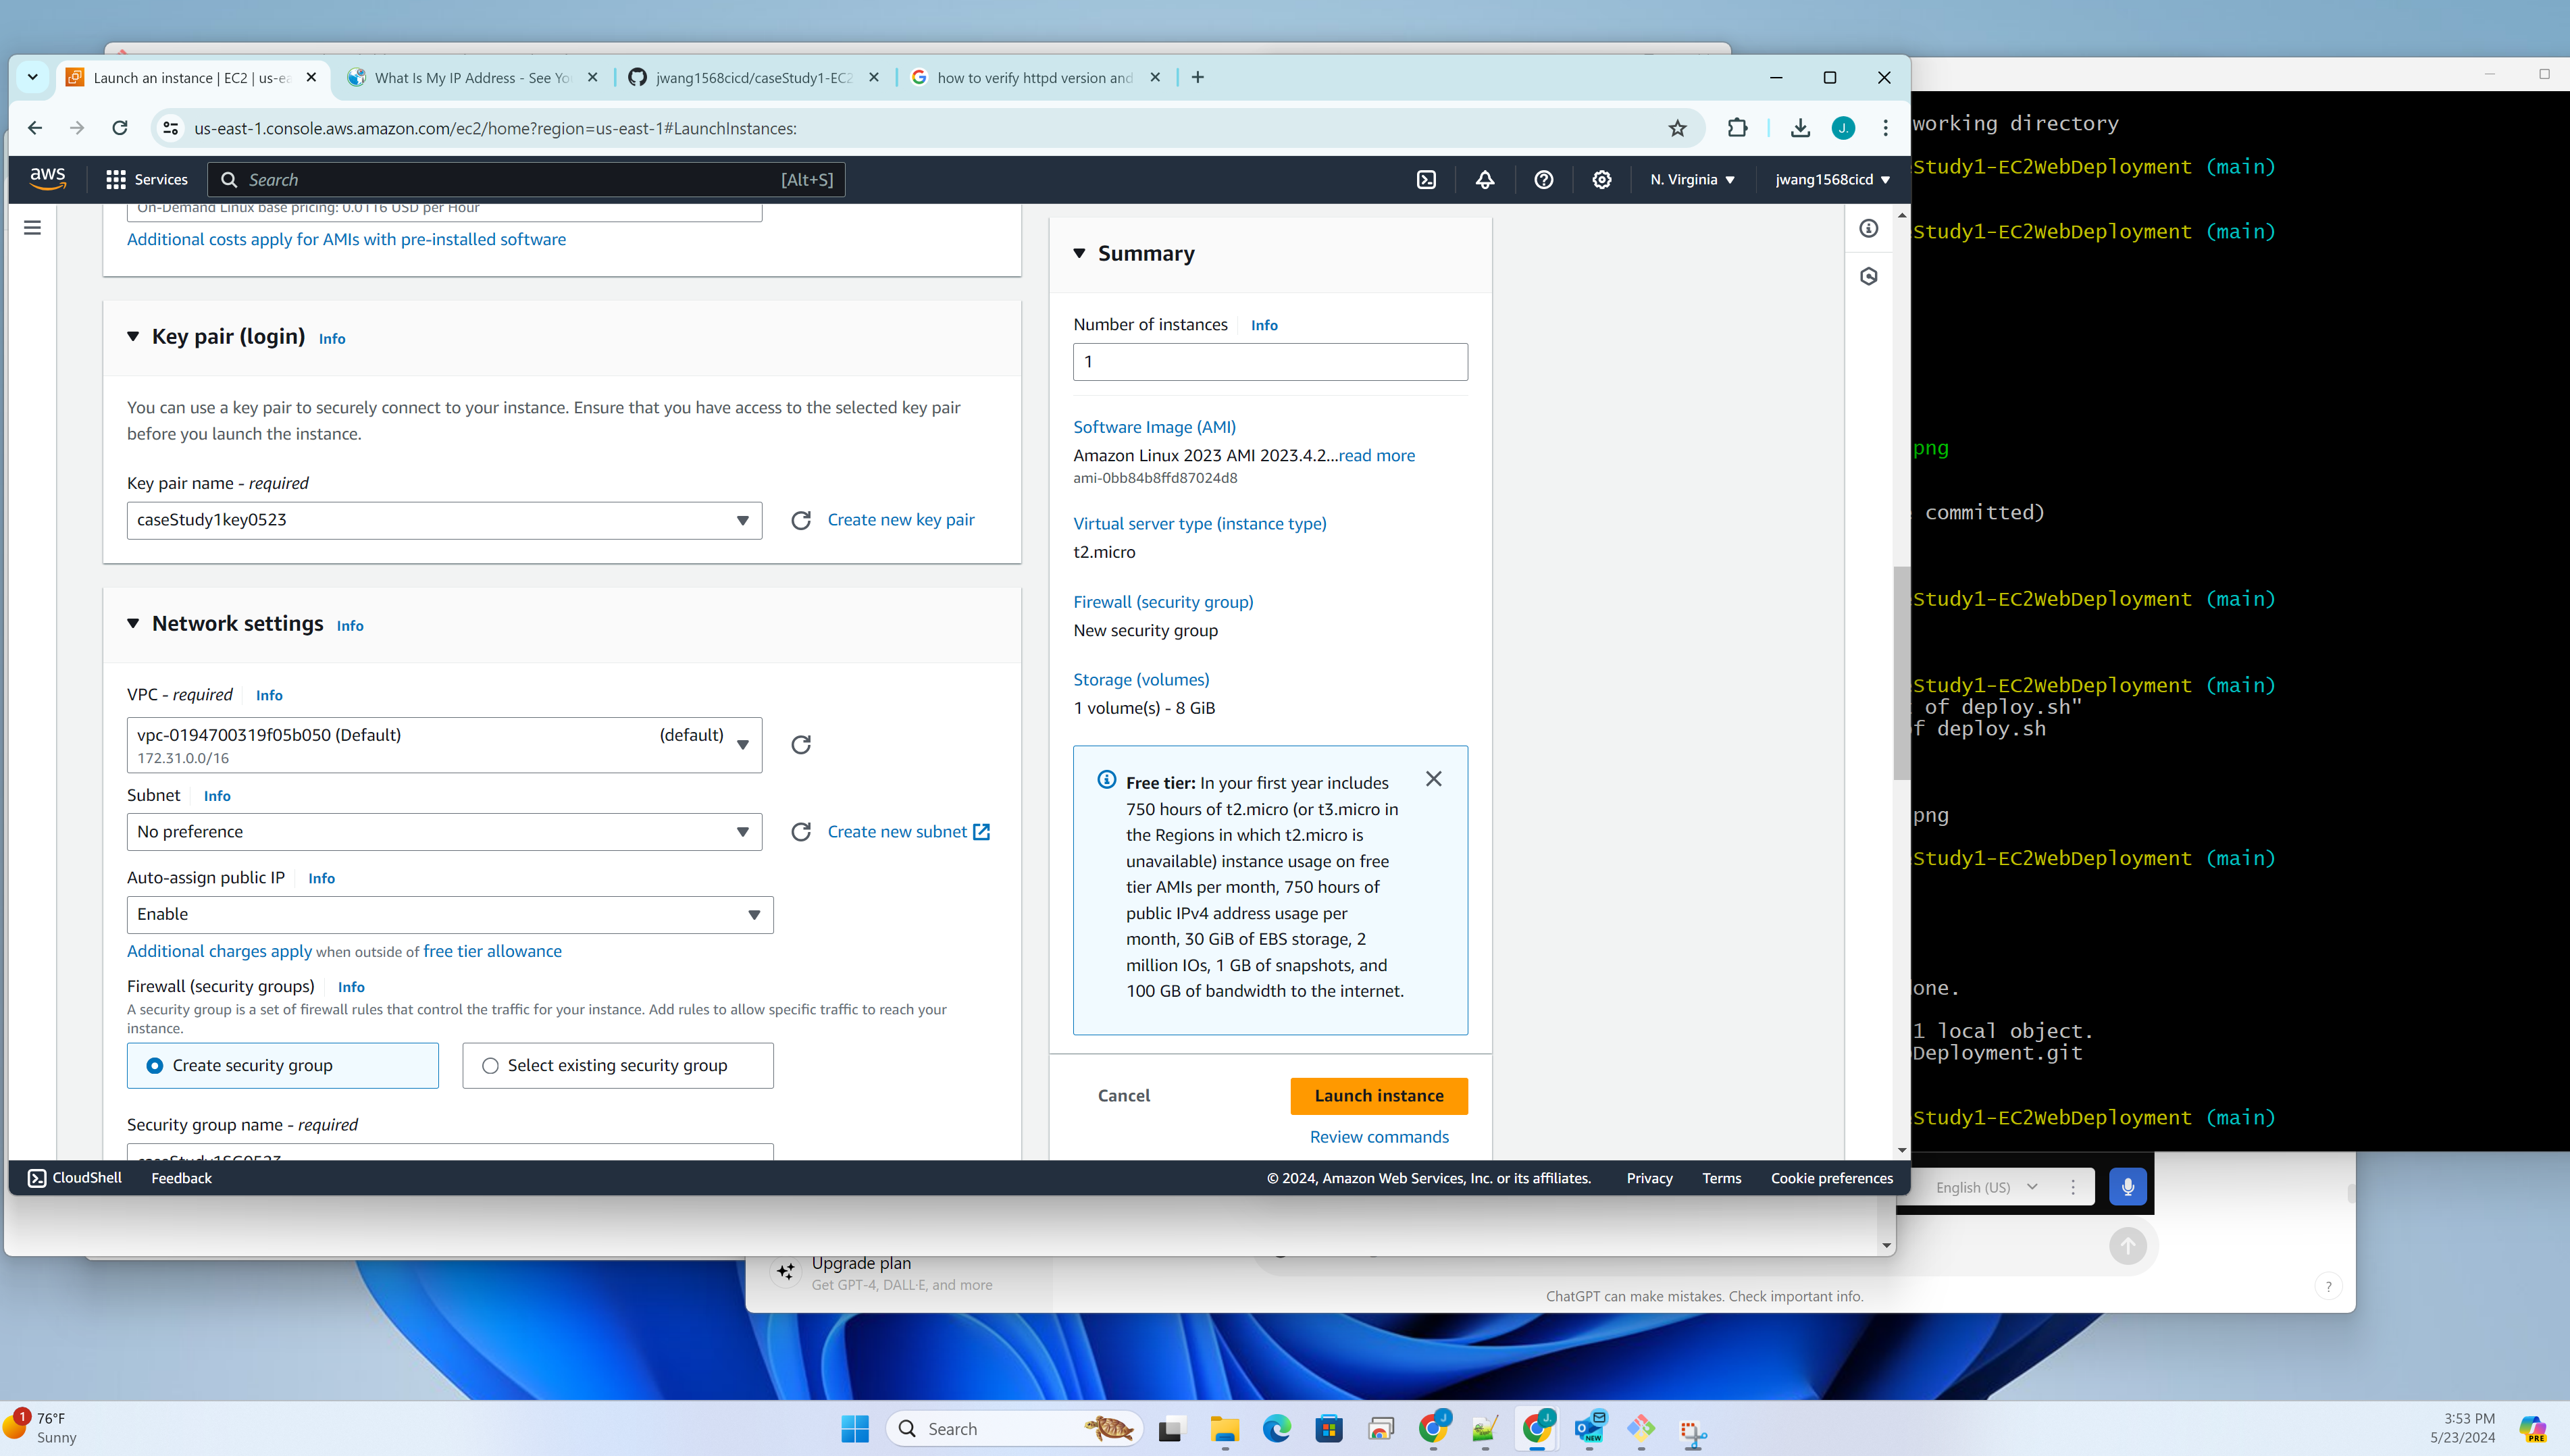 Launch an instance | EC2 | us-ea
What Is My IP Address - See Yo
jwang1568cicd/caseStudy1-EC2
how to verify httpd version and
us-east-1.console.aws.amazon.com/ec2/home?region=us-east-1#LaunchInstances:
J.
aws
Services
Search
[Alt+S]
N. Virginia
jwang1568cicd
On-Demand Linux base pricing: 0.0116 USD per Hour
Additional costs apply for AMIs with pre-installed software
Key pair (login) Info
You can use a key pair to securely connect to your instance. Ensure that you have access to the selected key pair
before you launch the instance.
Key pair name - required
caseStudy1key0523
Create new key pair
Network settings Info
VPC - required Info
vpc-0194700319f05b050 (Default) (default)
172.31.0.0/16
Subnet Info
No preference
Create new subnet
Auto-assign public IP Info
Enable
Additional charges apply when outside of free tier allowance
Firewall (security groups) Info
A security group is a set of firewall rules that control the traffic for your instance. Add rules to allow specific traffic to reach your
instance.
Create security group
Select existing security group
Security group name - required
caseStudy1SG0523
Summary
Number of instances Info
1
Software Image (AMI)
Amazon Linux 2023 AMI 2023.4.2...read more
ami-0bb84b8ffd87024d8
Virtual server type (instance type)
t2.micro
Firewall (security group)
New security group
Storage (volumes)
1 volume(s) - 8 GiB
Free tier: In your first year includes
750 hours of t2.micro (or t3.micro in
the Regions in which t2.micro is
unavailable) instance usage on free
tier AMIs per month, 750 hours of
public IPv4 address usage per
month, 30 GiB of EBS storage, 2
million IOs, 1 GB of snapshots, and
100 GB of bandwidth to the internet.
Cancel
Launch instance
Review commands
CloudShell
Feedback
© 2024, Amazon Web Services, Inc. or its affiliates.
Privacy
Terms
Cookie preferences
working directory
Study1-EC2WebDeployment (main)
Study1-EC2WebDeployment (main)
png
committed)
Study1-EC2WebDeployment (main)
Study1-EC2WebDeployment (main)
of deploy.sh"
f deploy.sh
png
Study1-EC2WebDeployment (main)
one.
1 local object.
Deployment.git
Study1-EC2WebDeployment (main)
English (US)
Upgrade plan
Get GPT-4, DALL·E, and more
ChatGPT can make mistakes. Check important info.
?
1
76°F
Sunny
Search
J
J.
NEW
3:53 PM
5/23/2024
PRE